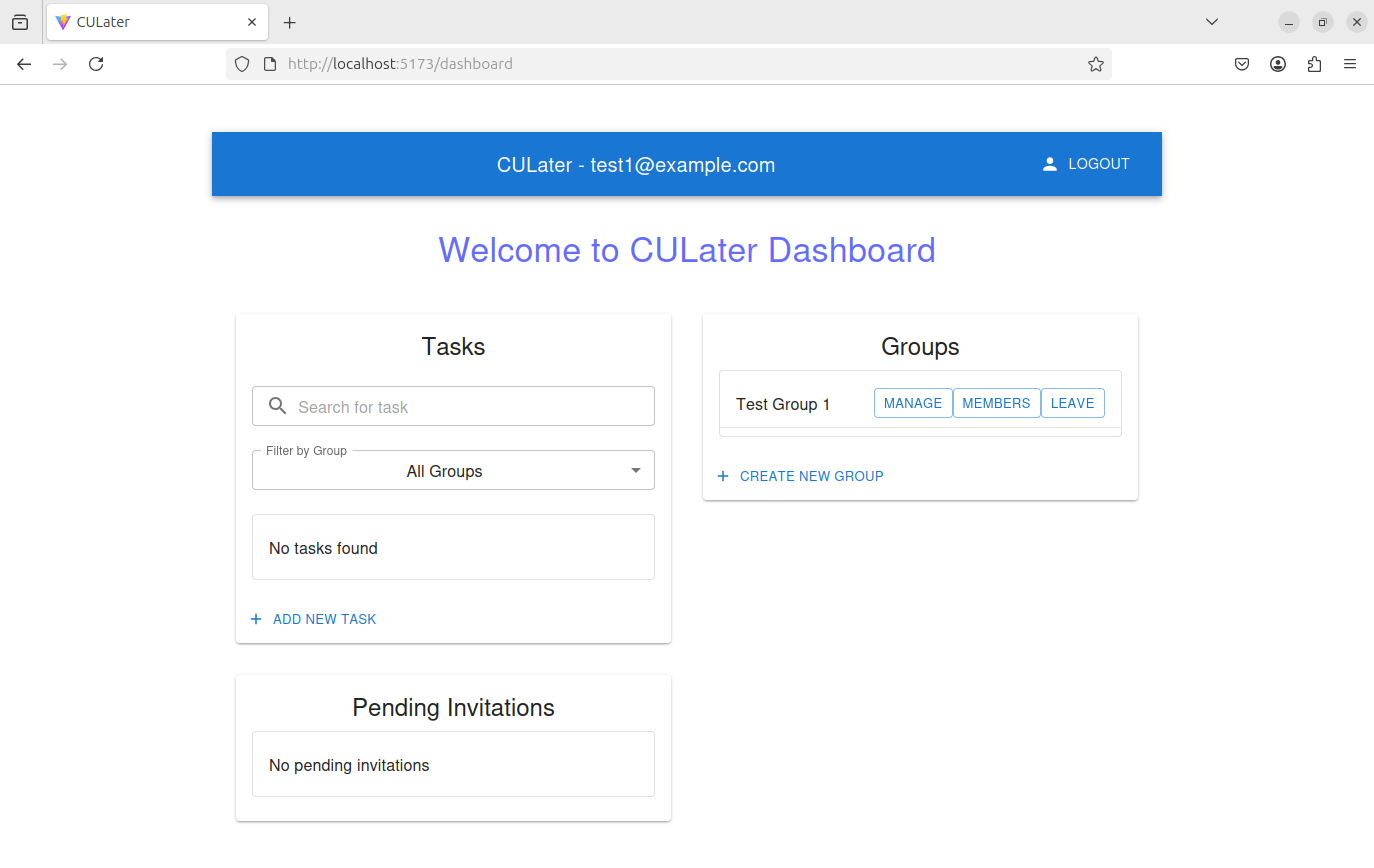 CULater
http://localhost:5173/dashboard
CULater - test1@example.com
LOGOUT
Welcome to CULater Dashboard
Tasks
Search for task
Filter by Group
All Groups
No tasks found
ADD NEW TASK
Groups
Test Group 1 MANAGE MEMBERS LEAVE
CREATE NEW GROUP
Pending Invitations
No pending invitations